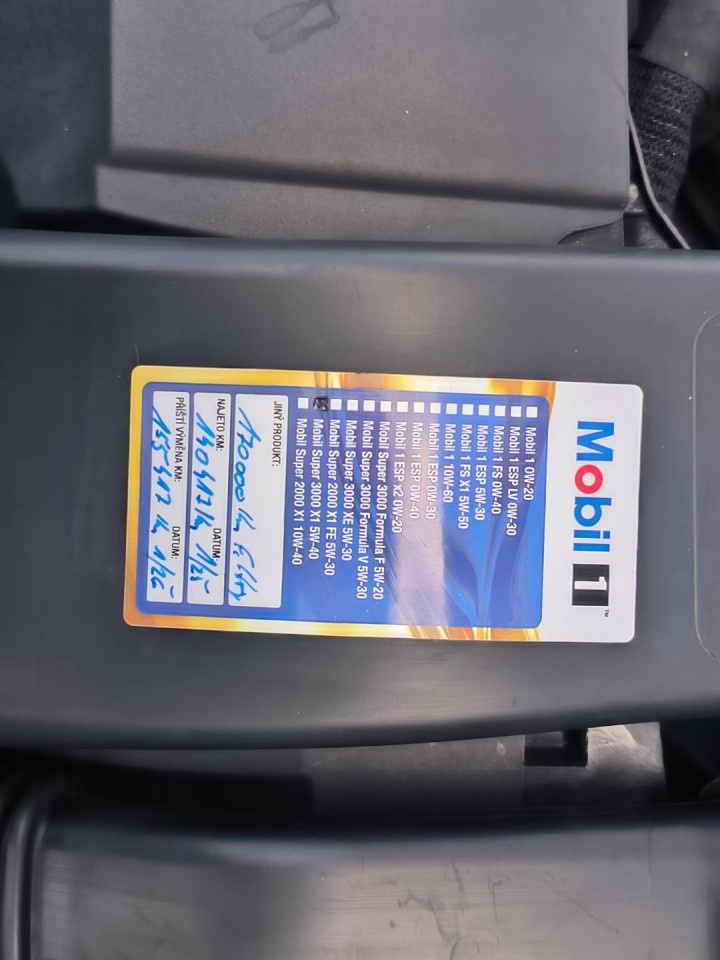 Mobil 1™
Mobil 1 0W-20
Mobil 1 ESP LV 0W-30
Mobil 1 FS 0W-40
Mobil 1 ESP 5W-30
Mobil 1 FS X1 5W-50
Mobil 1 10W-60
Mobil 1 ESP 0W-30
Mobil 1 ESP 0W-40
Mobil 1 ESP x2 0W-20
Mobil Super 3000 Formula F 5W-20
Mobil Super 3000 Formula V 5W-30
Mobil Super 3000 XE 5W-30
Mobil Super 2000 X1 FE 5W-30
Mobil Super 3000 X1 5W-40
Mobil Super 2000 X1 10W-40
JINÝ PRODUKT:
170000 km
NAJETO KM: DATUM:
PŘÍŠTÍ VÝMĚNA KM: DATUM: